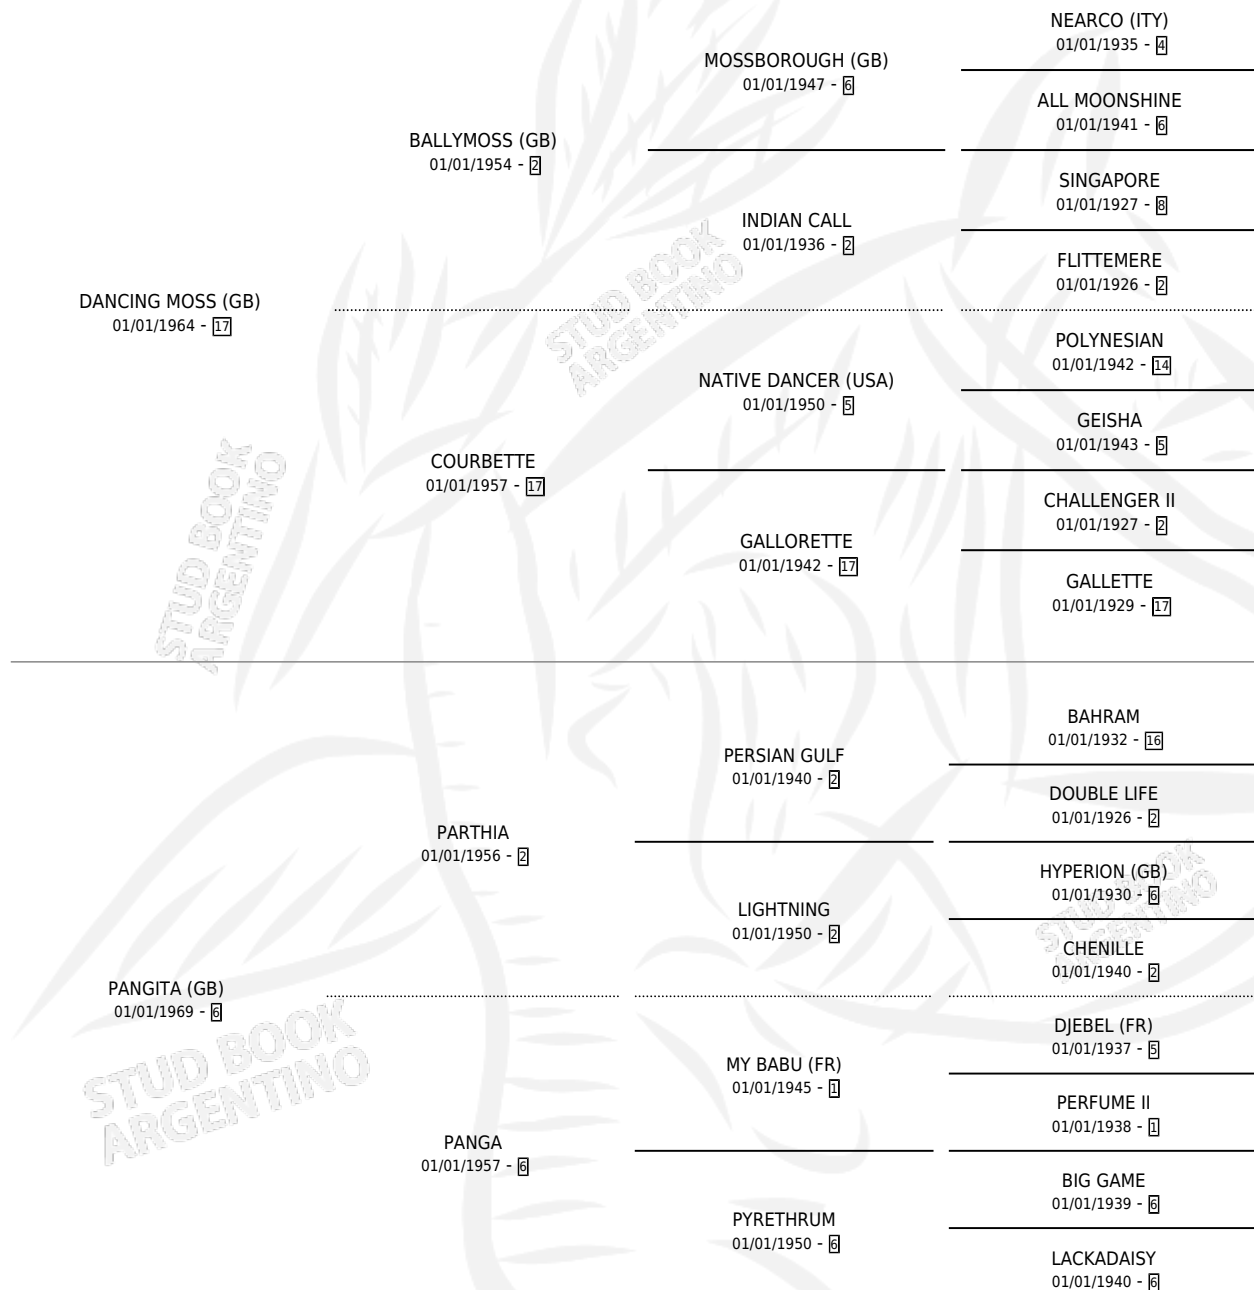 NEARCO (ITY)
01/01/1935 - 4
MOSSBOROUGH (GB)
01/01/1947 - 6
ALL MOONSHINE
01/01/1941 - 6
BALLYMOSS (GB)
01/01/1954 - 2
SINGAPORE
01/01/1927 - 8
INDIAN CALL
01/01/1936 - 2
FLITTEMERE
01/01/1926 - 2
DANCING MOSS (GB)
01/01/1964 - 17
POLYNESIAN
01/01/1942 - 14
NATIVE DANCER (USA)
01/01/1950 - 5
GEISHA
01/01/1943 - 5
COURBETTE
01/01/1957 - 17
CHALLENGER II
01/01/1927 - 2
GALLORETTE
01/01/1942 - 17
GALLETTE
01/01/1929 - 17
BAHRAM
01/01/1932 - 16
PERSIAN GULF
01/01/1940 - 2
DOUBLE LIFE
01/01/1926 - 2
PARTHIA
01/01/1956 - 2
HYPERION (GB)
01/01/1930 - 6
LIGHTNING
01/01/1950 - 2
CHENILLE
01/01/1940 - 2
PANGITA (GB)
01/01/1969 - 6
DJEBEL (FR)
01/01/1937 - 5
MY BABU (FR)
01/01/1945 - 1
PERFUME II
01/01/1938 - 1
PANGA
01/01/1957 - 6
BIG GAME
01/01/1939 - 6
PYRETHRUM
01/01/1950 - 6
LACKADAISY
01/01/1940 - 6
STUD BOOK
ARGENTINO
STUD BOOK
ARGENTINO
STUD BOOK
ARGENTINO
STUD BOOK
ARGENTINO